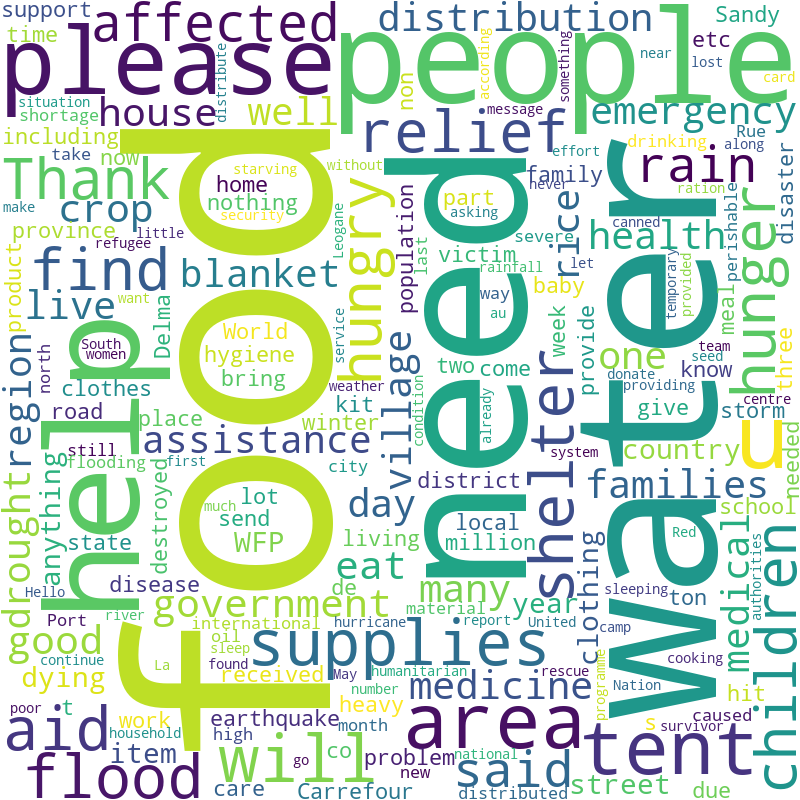 support
affected
distribution
Sandy
time
please
people
etc
near
according
something
lost
card
situation
shortage
distribute
house
well
non
message
emergency
including
relief
drinking
Rue
along
take
now
Thank
food
starving
without
need
family
effort
water
rain
disaster
home
hungry
part
never
ration
make
crop
nothing
security
asking
rice
canned
perishable
province
little
refugee
Leogane
population
last
victim
severe
health
hunger
find
blanket
rainfall
let
product
live
Delma
World
way
au
baby
temporary
provided
meal
region
north
South
women
help
hygiene
service
village
week
provide
team
seed
three
bring
weather
two
come
one
know
clothes
donate
providing
centre
road
place
winter
kit
condition
already
shelter
give
storm
drought
still
assistance
country
u
needed
anything
flooding
first
city
district
system
families
school
destroyed
lot
day
send
local
state
much
WFP
living
million
Red
authorities
disease
eat
clothing
medical
children
Hello
de
many
sleeping
ton
Port
government
material
year
river
international
hurricane
report
United
camp
good
oil
supplies
cooking
continue
La
sleep
found
May
humanitarian
rescue
programme
Nation
dying
received
medicine
hit
poor
t
number
heavy
area
s
caused
survivor
work
earthquake
aid
household
high
month
tent
item
will
co
problem
said
flood
go
new
national
care
Carrefour
distributed
street
due